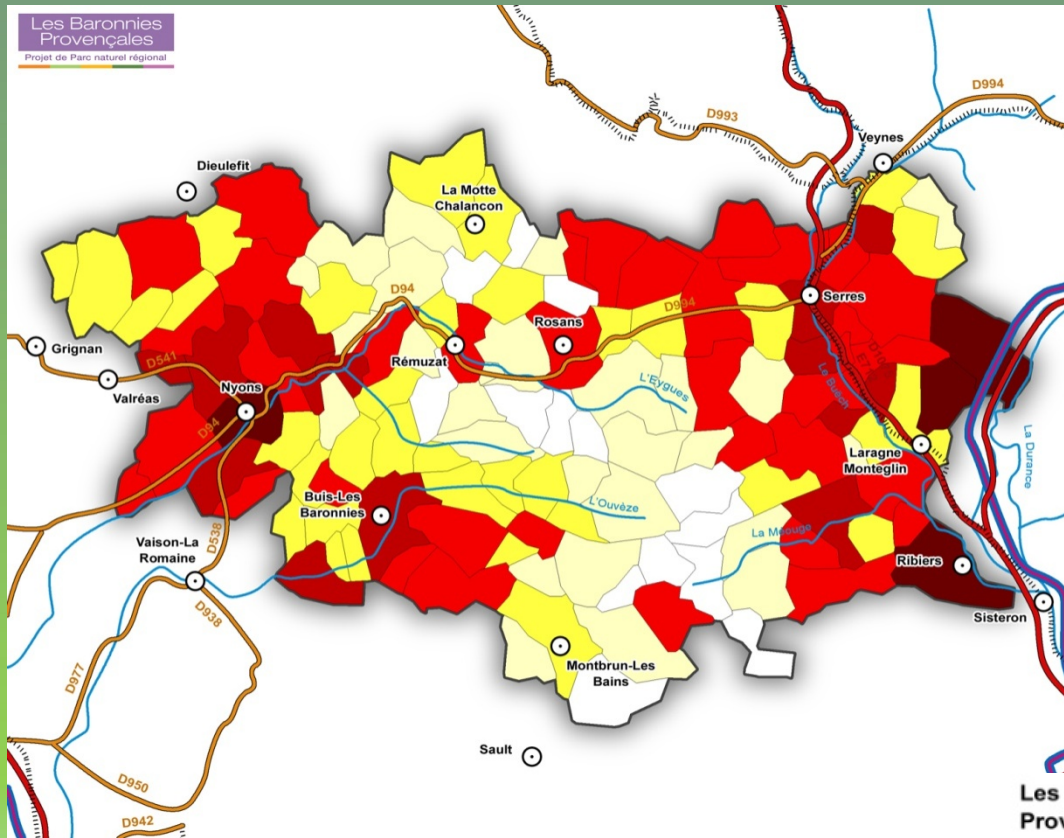 Les Baronnies
Provençales
Projet de Parc naturel régional
D993
D994
Veynes
Dieulefit
La Motte
Chalancon
D94
D994
Serres
Rosans
Rémuzat
Grignan
D541
Valréas
Nyons
D94
L'Eygues
Le Buëch
E71
Laragne
Monteglin
La Durance
Buis-Les
Baronnies
L'Ouvèze
La Méouge
D538
Vaison-La
Romaine
Ribiers
Sisteron
D938
D977
Montbrun-Les
Bains
Sault
D950
D942
Les
Prov